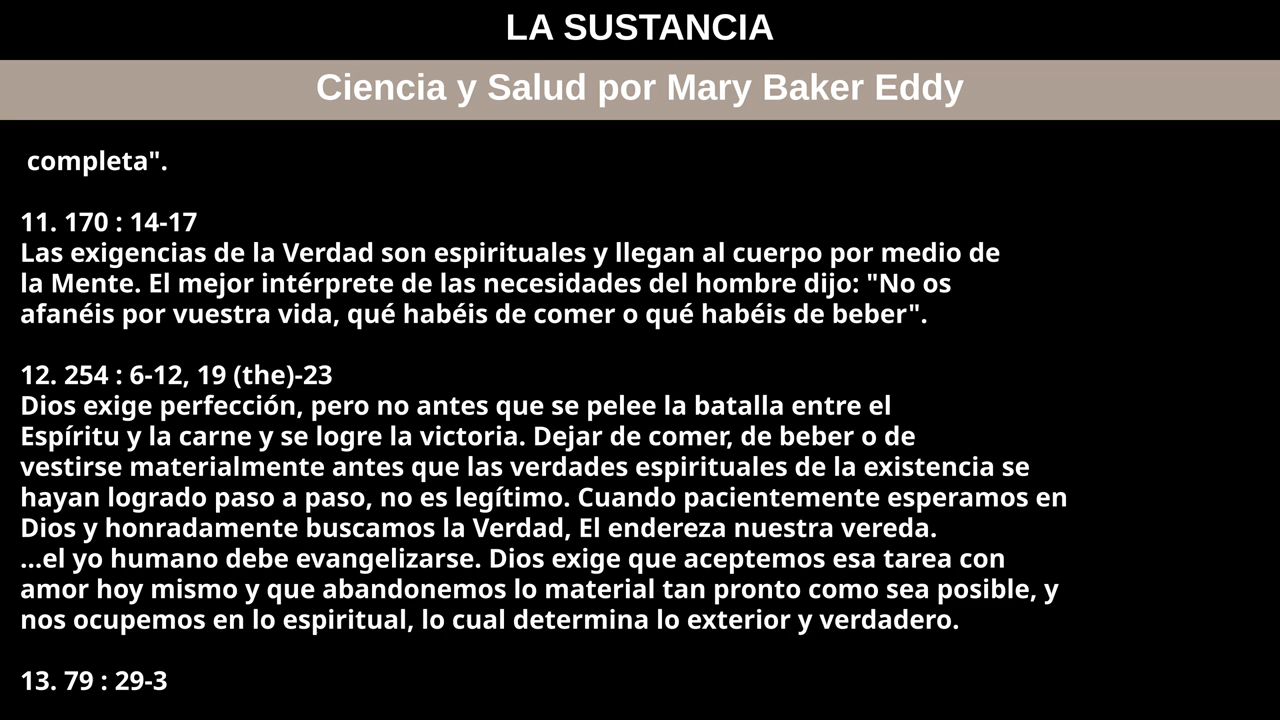 LA SUSTANCIA
Ciencia y Salud por Mary Baker Eddy
completa".
11. 170 : 14-17
Las exigencias de la Verdad son espirituales y llegan al cuerpo por medio de
la Mente. El mejor intérprete de las necesidades del hombre dijo: "No os
afanéis por vuestra vida, qué habéis de comer o qué habéis de beber".
12. 254 : 6-12, 19 (the)-23
Dios exige perfección, pero no antes que se pelee la batalla entre el
Espíritu y la carne y se logre la victoria. Dejar de comer, de beber o de
vestirse materialmente antes que las verdades espirituales de la existencia se
hayan logrado paso a paso, no es legítimo. Cuando pacientemente esperamos en
Dios y honradamente buscamos la Verdad, El endereza nuestra vereda.
...el yo humano debe evangelizarse. Dios exige que aceptemos esa tarea con
amor hoy mismo y que abandonemos lo material tan pronto como sea posible, y
nos ocupemos en lo espiritual, lo cual determina lo exterior y verdadero.
13. 79 : 29-3